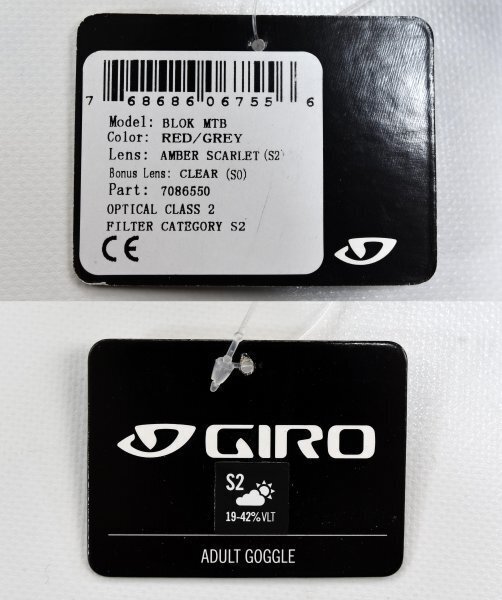 7 68686 06755 6
Model: BLOK MTB
Color: RED/GREY
Lens: AMBER SCARLET (S2)
Bonus Lens: CLEAR (S0)
Part: 7086550
OPTICAL CLASS 2
FILTER CATEGORY S2
CE
GIRO
S2
19-42% VLT
ADULT GOGGLE